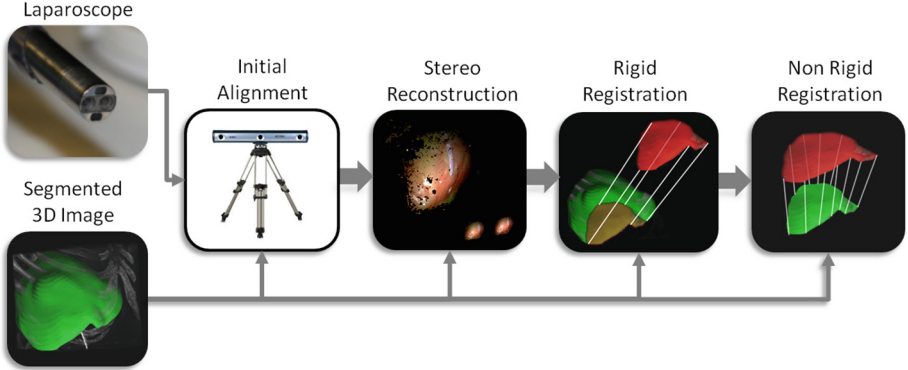 Laparoscope
Initial
Alignment
Stereo
Reconstruction
Rigid
Registration
Non Rigid
Registration
Segmented
3D Image